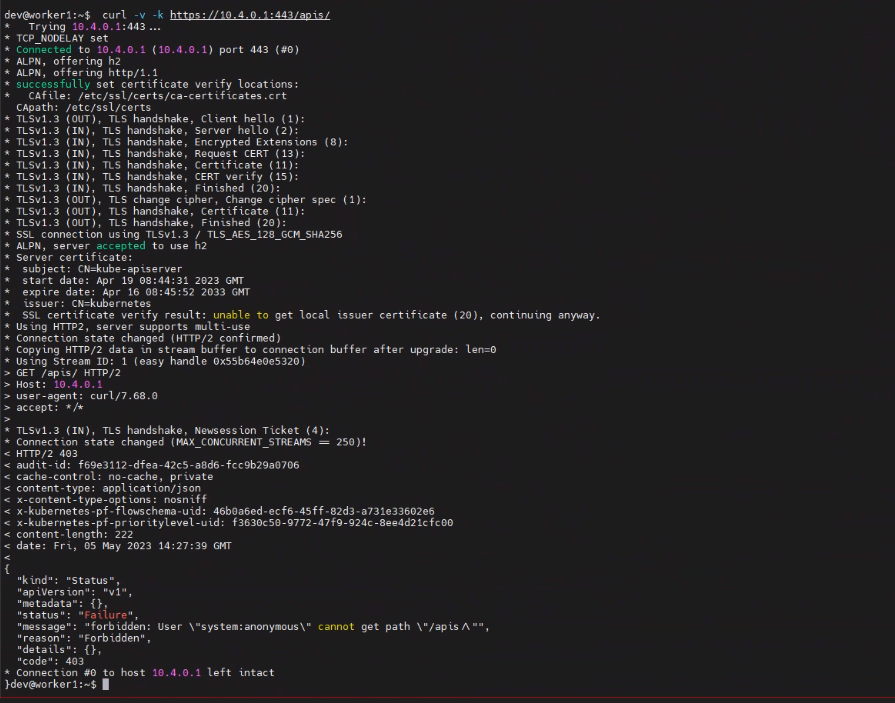 dev@worker1:~$  curl -v -k https://10.4.0.1:443/apis/
*   Trying 10.4.0.1:443...
* TCP_NODELAY set
* Connected to 10.4.0.1 (10.4.0.1) port 443 (#0)
* ALPN, offering h2
* ALPN, offering http/1.1
* successfully set certificate verify locations:
*   CAfile: /etc/ssl/certs/ca-certificates.crt
  CApath: /etc/ssl/certs
* TLSv1.3 (OUT), TLS handshake, Client hello (1):
* TLSv1.3 (IN), TLS handshake, Server hello (2):
* TLSv1.3 (IN), TLS handshake, Encrypted Extensions (8):
* TLSv1.3 (IN), TLS handshake, Request CERT (13):
* TLSv1.3 (IN), TLS handshake, Certificate (11):
* TLSv1.3 (IN), TLS handshake, CERT verify (15):
* TLSv1.3 (IN), TLS handshake, Finished (20):
* TLSv1.3 (OUT), TLS change cipher, Change cipher spec (1):
* TLSv1.3 (OUT), TLS handshake, Certificate (11):
* TLSv1.3 (OUT), TLS handshake, Finished (20):
* SSL connection using TLSv1.3 / TLS_AES_128_GCM_SHA256
* ALPN, server accepted to use h2
* Server certificate:
*  subject: CN=kube-apiserver
*  start date: Apr 19 08:44:31 2023 GMT
*  expire date: Apr 16 08:45:52 2033 GMT
*  issuer: CN=kubernetes
*  SSL certificate verify result: unable to get local issuer certificate (20), continuing anyway.
* Using HTTP2, server supports multi-use
* Connection state changed (HTTP/2 confirmed)
* Copying HTTP/2 data in stream buffer to connection buffer after upgrade: len=0
* Using Stream ID: 1 (easy handle 0x55b64e0e5320)
> GET /apis/ HTTP/2
> Host: 10.4.0.1
> user-agent: curl/7.68.0
> accept: */*
>
* TLSv1.3 (IN), TLS handshake, Newsession Ticket (4):
* Connection state changed (MAX_CONCURRENT_STREAMS == 250)!
< HTTP/2 403
< audit-id: f69e3112-dfea-42c5-a8d6-fcc9b29a0706
< cache-control: no-cache, private
< content-type: application/json
< x-content-type-options: nosniff
< x-kubernetes-pf-flowschema-uid: 46b0a6ed-ecf6-45ff-82d3-a731e33602e6
< x-kubernetes-pf-prioritylevel-uid: f3630c50-9772-47f9-924c-8ee4d21cfc00
< content-length: 222
< date: Fri, 05 May 2023 14:27:39 GMT
<
{
  "kind": "Status",
  "apiVersion": "v1",
  "metadata": {},
  "status": "Failure",
  "message": "forbidden: User \"system:anonymous\" cannot get path \"/apis/\"",
  "reason": "Forbidden",
  "details": {},
  "code": 403
* Connection #0 to host 10.4.0.1 left intact
}dev@worker1:~$